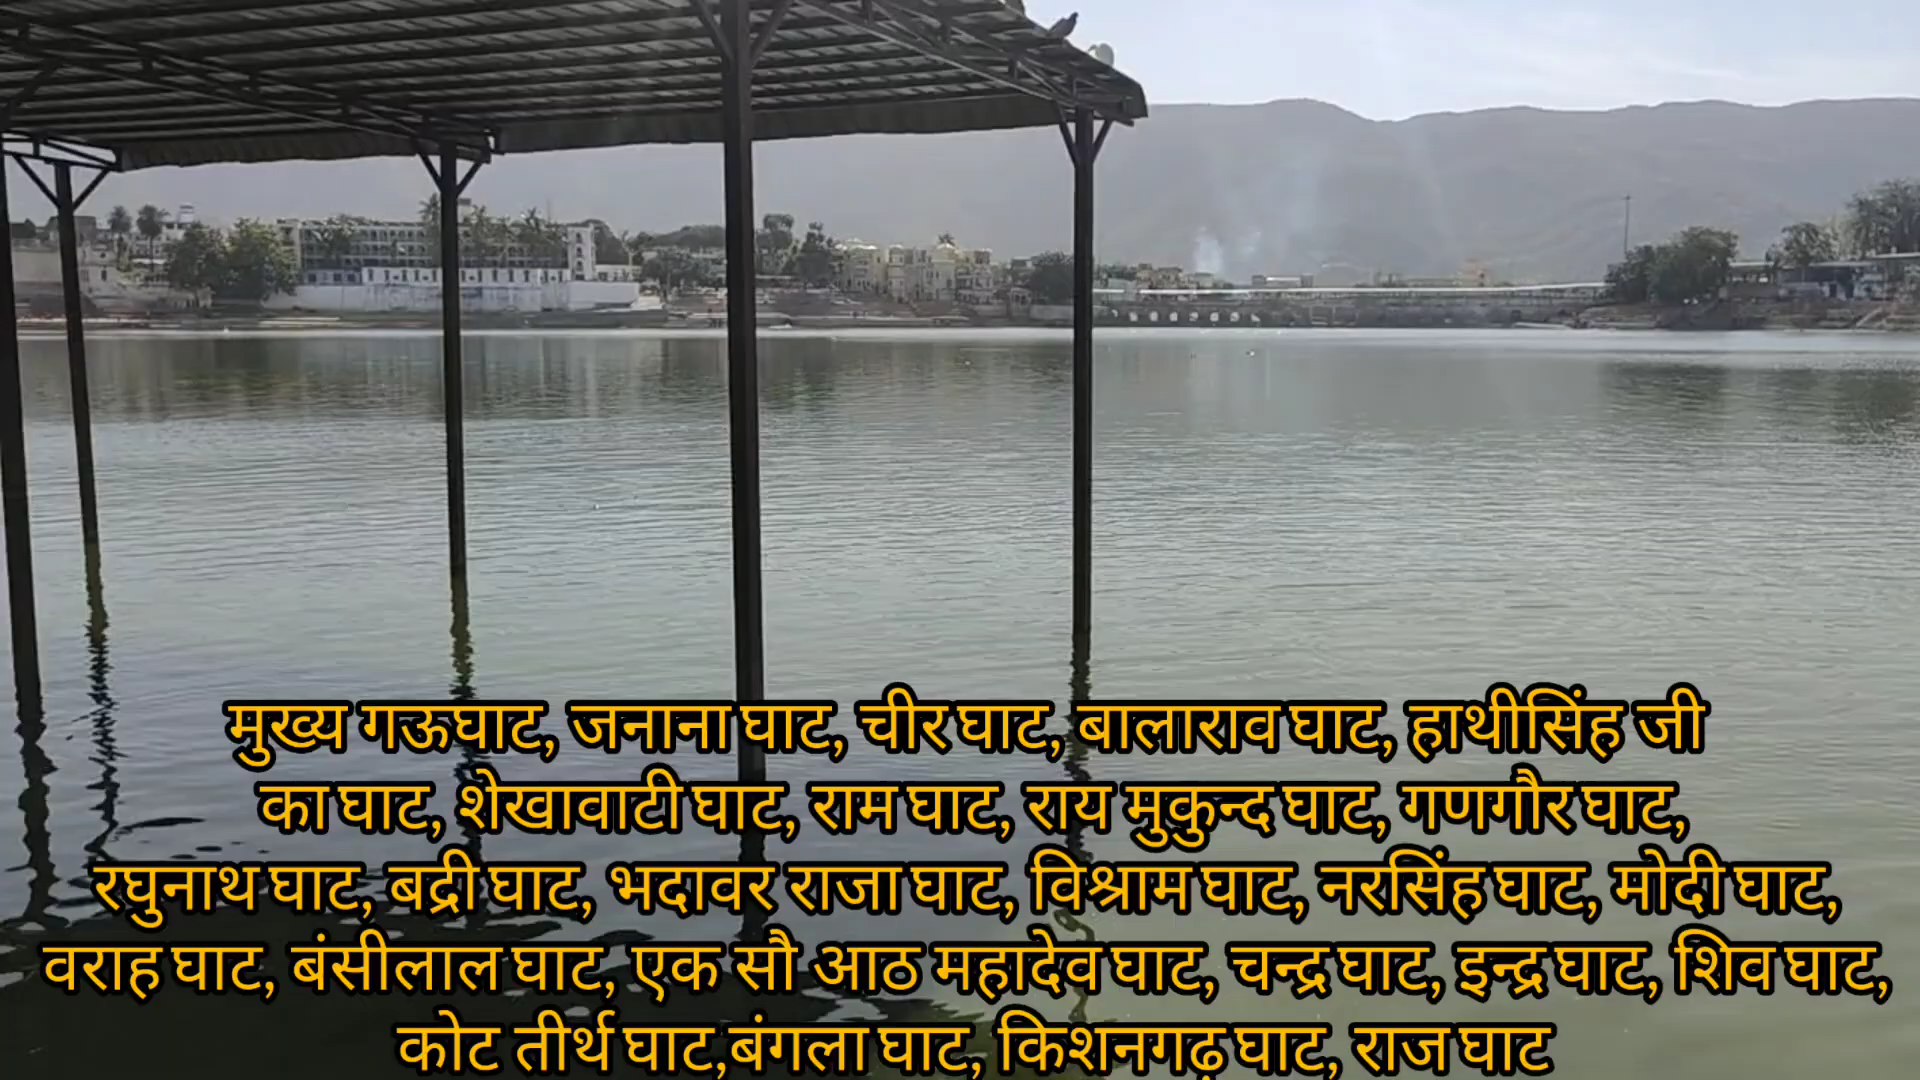 मुख्य गऊघाट, जनाना घाट, चीर घाट, बालाराव घाट, हाथीसिंह जी
का घाट, शेखावाटी घाट, राम घाट, राय मुकुन्द घाट, गणगौर घाट,
रघुनाथ घाट, बद्री घाट, भदावर राजा घाट, विश्राम घाट, नरसिंह घाट, मोदी घाट,
वराह घाट, बंसीलाल घाट, एक सौ आठ महादेव घाट, चन्द्र घाट, इन्द्र घाट, शिव घाट,
कोट तीर्थ घाट,बंगला घाट, किशनगढ़ घाट, राज घाट